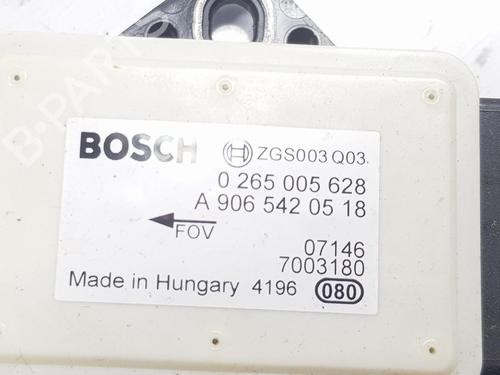 BOSCH ZGS003 Q03.
0 265 005 628
A 906 542 05 18
FOV
07146
7003180
Made in Hungary 4196 080
B-PARTS